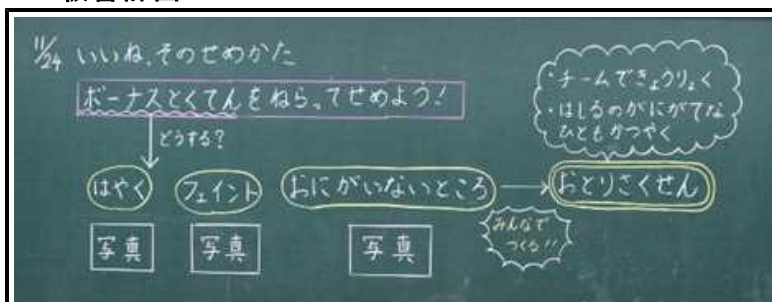 11/24 いいね、そのせめかた
ボーナスとくてんをねらってせめよう!
どうする?
はやく
フェイント
おにがいないところ
おとりさくせん
みんなで
つくる!!
・チームできょうりょく
・はしるのがにがてな
ひともかつやく
写真
写真
写真